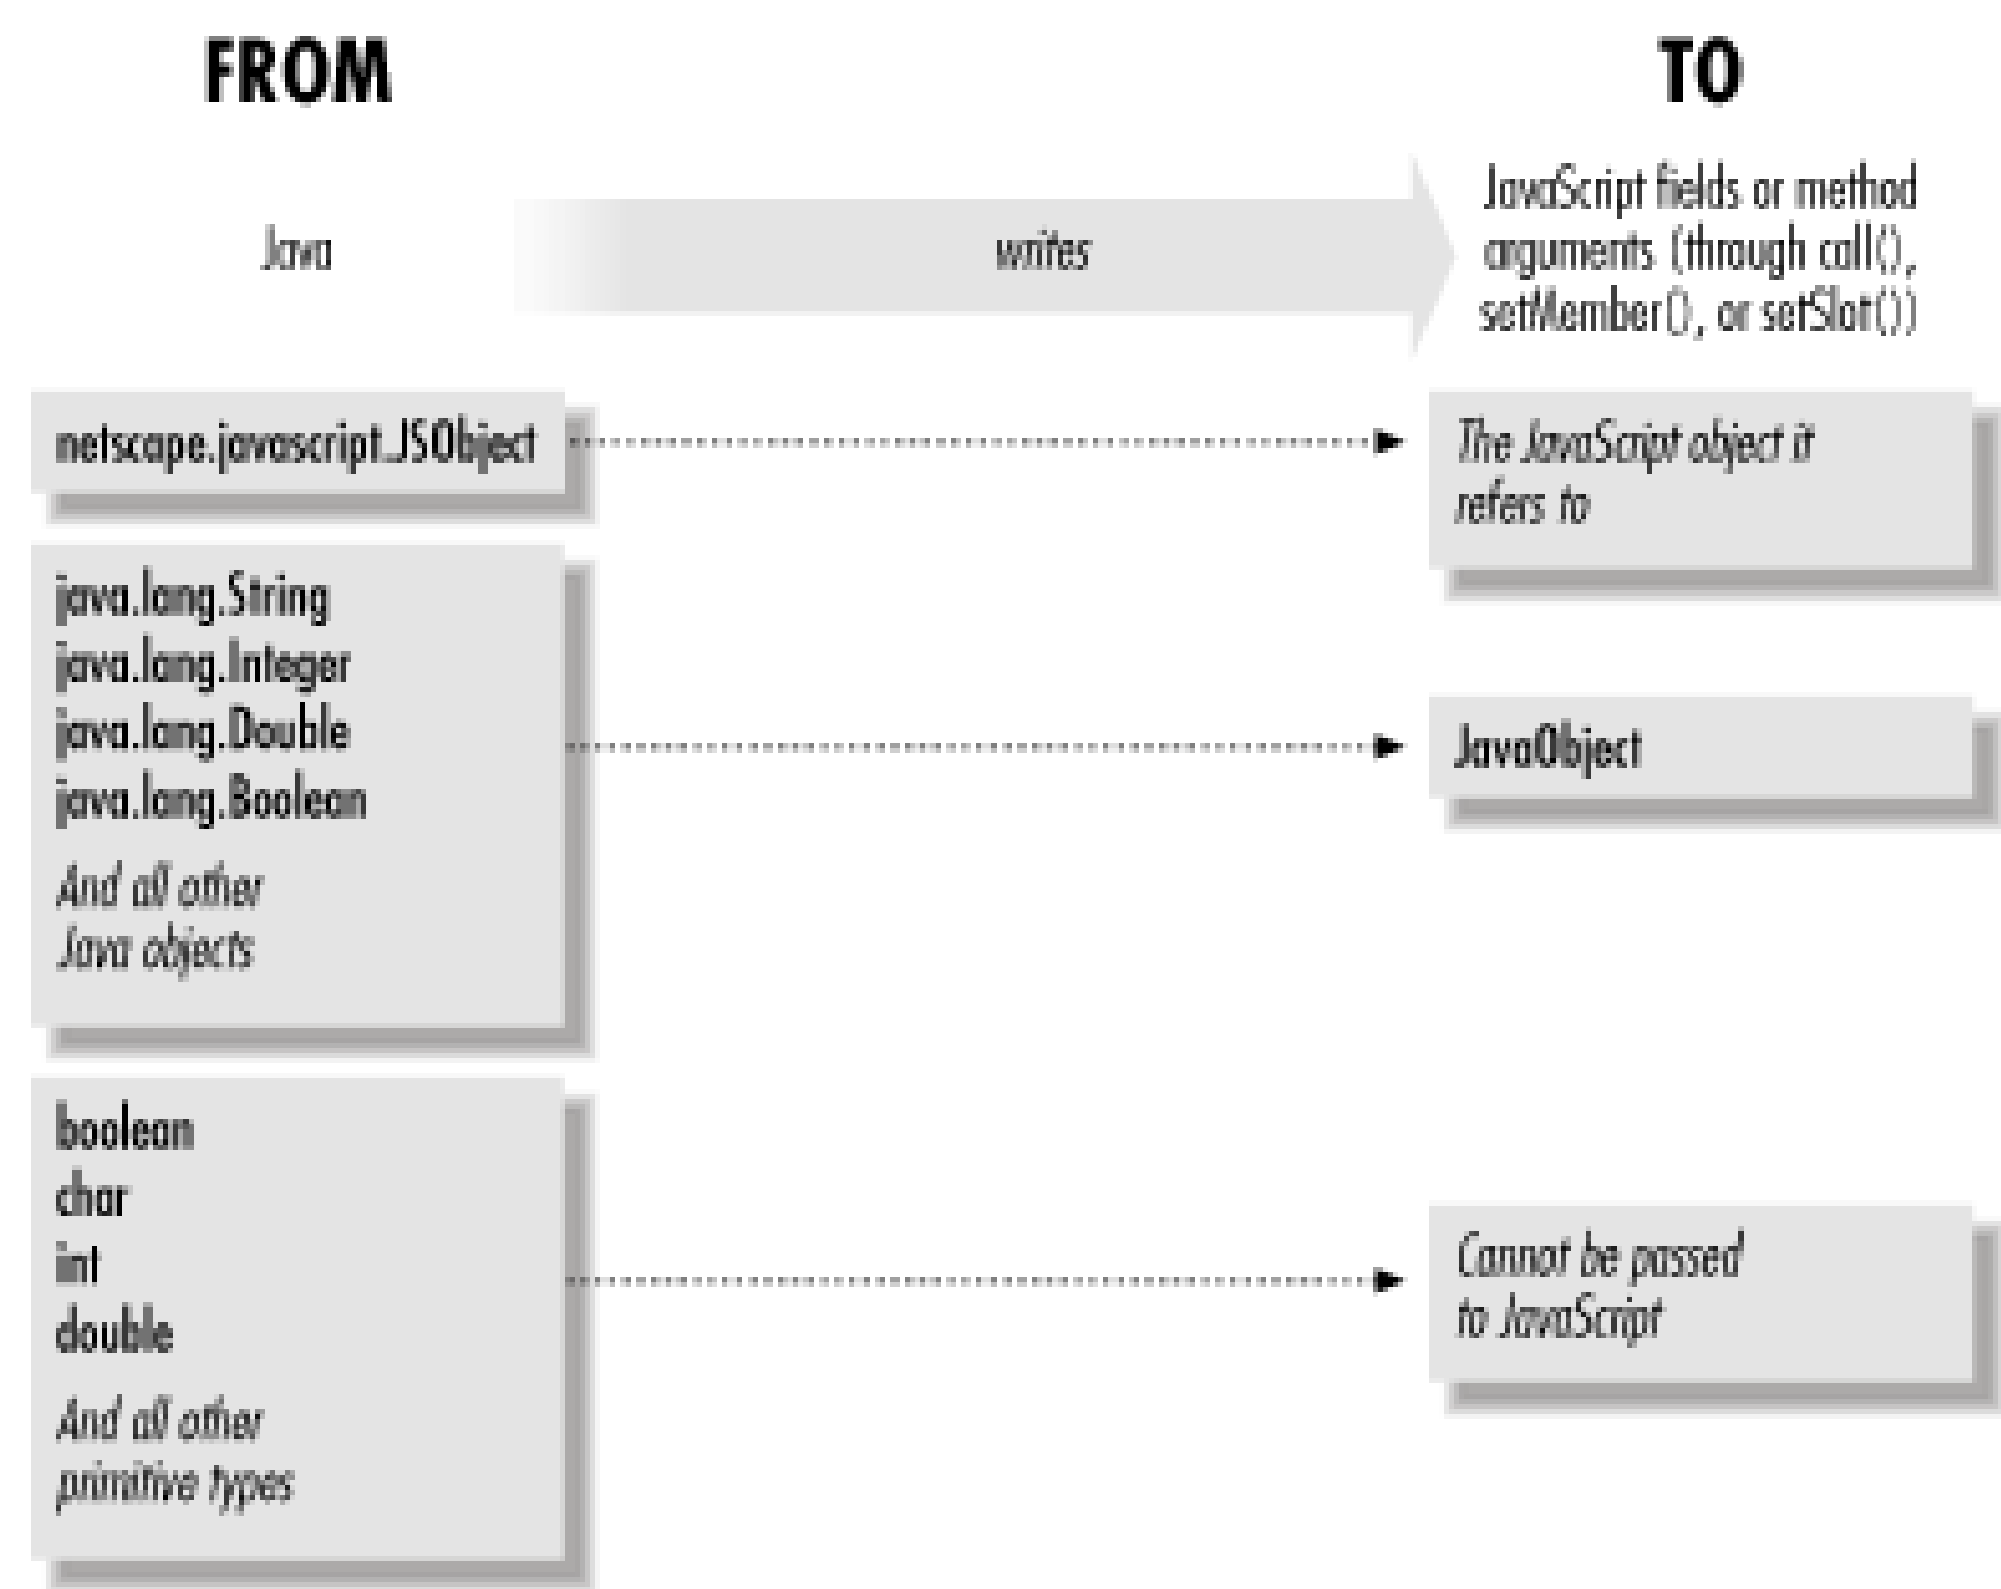 FROM
TO
Java
writes
JavaScript fields or method
arguments (through call(),
setMember(), or setSlot())
netscape.javascript.JSObject
The JavaScript object it
refers to
java.lang.String
java.lang.Integer
java.lang.Double
java.lang.Boolean
And all other
Java objects
JavaObject
boolean
char
int
double
And all other
primitive types
Cannot be passed
to JavaScript